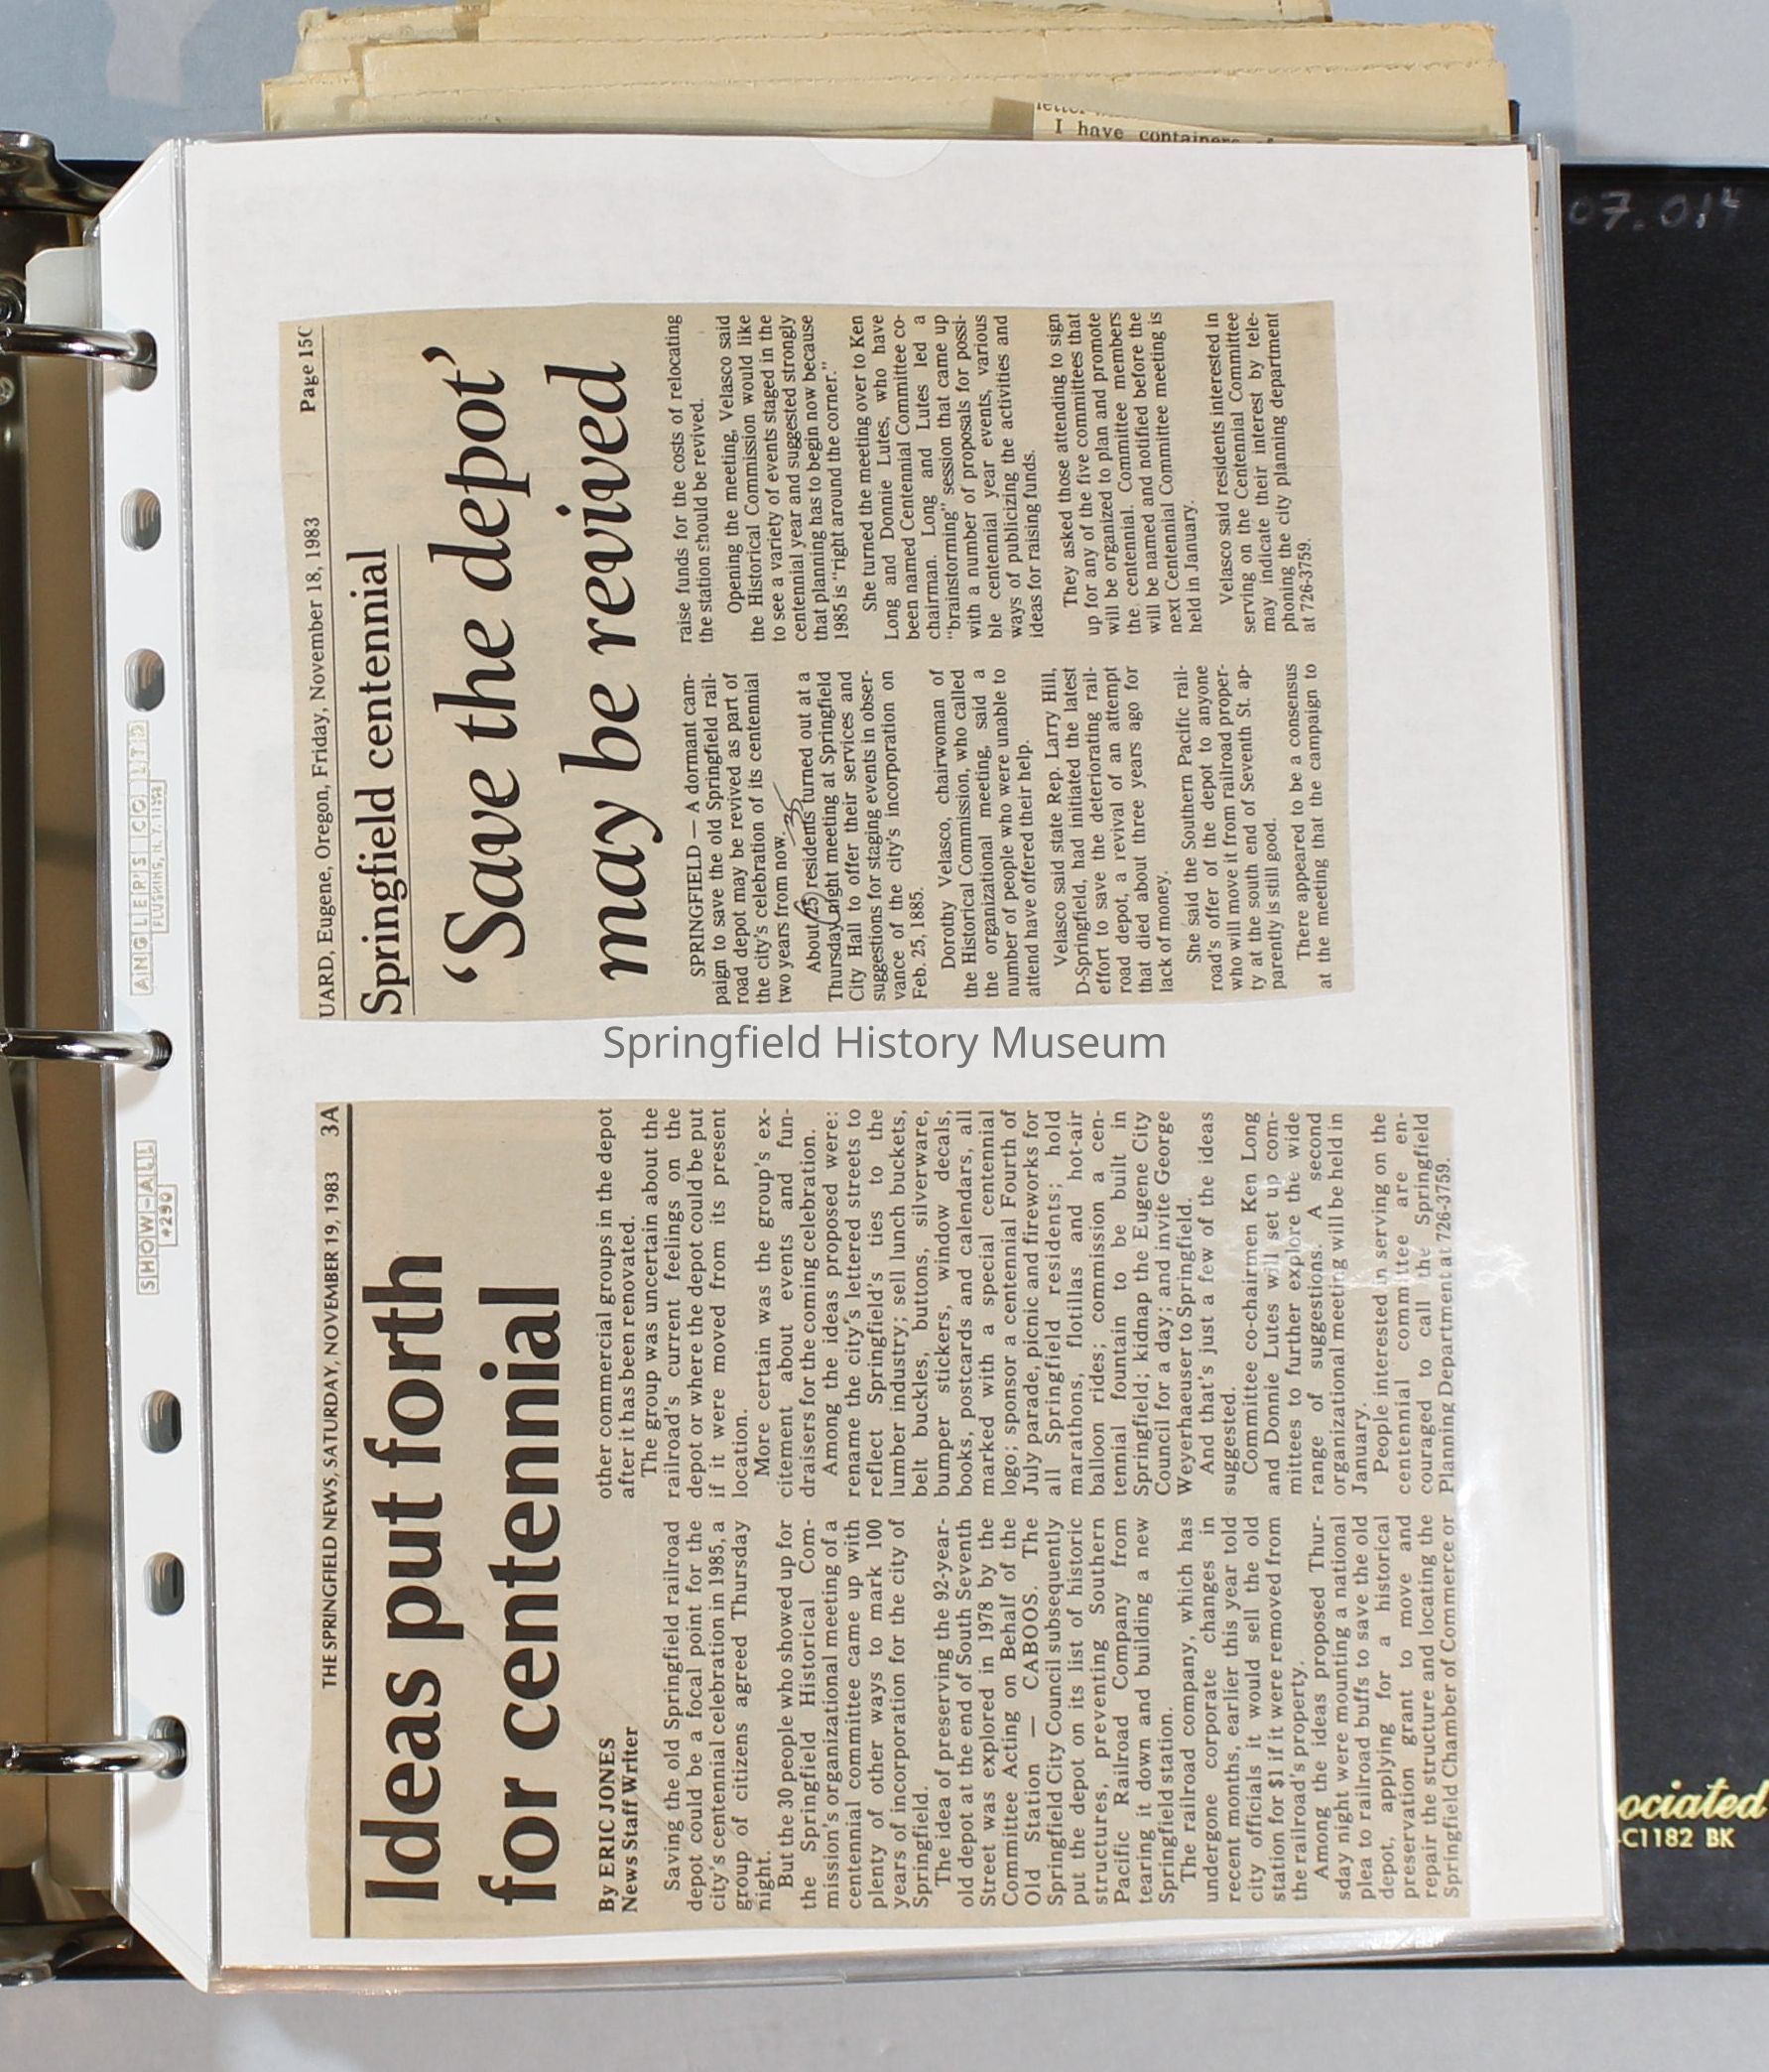 THE SPRINGFIELD NEWS, SATURDAY, NOVEMBER 19, 1983 3A
Ideas put forth
for centennial
By ERIC JONES
News Staff Writer
Saving the old Springfield railroad
depot could be a focal point for the
city's centennial celebration in 1985, a
group of citizens agreed Thursday
night.
But the 30 people who showed up for
the Springfield Historical Com-
mission's organizational meeting of a
centennial committee came up with
plenty of other ways to mark 100
years of incorporation for the city of
Springfield.
The idea of preserving the 92-year-
old depot at the end of South Seventh
Street was explored in 1978 by the
Committee Acting on Behalf of the
Old Station — CABOOS. The
Springfield City Council subsequently
put the depot on its list of historic
structures, preventing Southern
Pacific Railroad Company from
tearing it down and building a new
Springfield station.
The railroad company, which has
undergone corporate changes in
recent months, earlier this year told
city officials it would sell the old
station for $1 if it were removed from
the railroad's property.
Among the ideas proposed Thur-
sday night were mounting a national
plea to railroad buffs to save the old
depot, applying for a historical
preservation grant to move and
repair the structure and locating the
Springfield Chamber of Commerce or
other commercial groups in the depot
after it has been renovated.
The group was uncertain about the
railroad's current feelings on the
depot or where the depot could be put
if it were moved from its present
location.
More certain was the group's ex-
citement about events and fun-
draisers for the coming celebration.
Among the ideas proposed were:
rename the city's lettered streets to
reflect Springfield's ties to the
lumber industry; sell lunch buckets,
belt buckles, buttons, silverware,
bumper stickers, window decals,
books, postcards and calendars, all
marked with a special centennial
logo; sponsor a centennial Fourth of
July parade, picnic and fireworks for
all Springfield residents; hold
marathons, flotillas and hot-air
balloon rides; commission a cen-
tennial fountain to be built in
Springfield; kidnap the Eugene City
Council for a day; and invite George
Weyerhaeuser to Springfield.
And that's just a few of the ideas
suggested.
Committee co-chairmen Ken Long
and Donnie Lutes will set up com-
mittees to further explore the wide
range of suggestions. A second
organizational meeting will be held in
January.
People interested in serving on the
centennial committee are en-
couraged to call the Springfield
Planning Department at 726-3759.
UARD, Eugene, Oregon, Friday, November 18, 1983 Page 15C
Springfield centennial
'Save the depot'
may be revived
SPRINGFIELD — A dormant cam-
paign to save the old Springfield rail-
road depot may be revived as part of
the city's celebration of its centennial
two years from now.
35
About 25 residents turned out at a
Thursday night meeting at Springfield
City Hall to offer their services and
suggestions for staging events in obser-
vance of the city's incorporation on
Feb. 25, 1885.
Dorothy Velasco, chairwoman of
the Historical Commission, who called
the organizational meeting, said a
number of people who were unable to
attend have offered their help.
Velasco said state Rep. Larry Hill,
D-Springfield, had initiated the latest
effort to save the deteriorating rail-
road depot, a revival of an attempt
that died about three years ago for
lack of money.
She said the Southern Pacific rail-
road's offer of the depot to anyone
who will move it from railroad proper-
ty at the south end of Seventh St. ap-
parently is still good.
There appeared to be a consensus
at the meeting that the campaign to
raise funds for the costs of relocating
the station should be revived.
Opening the meeting, Velasco said
the Historical Commission would like
to see a variety of events staged in the
centennial year and suggested strongly
that planning has to begin now because
1985 is "right around the corner."
She turned the meeting over to Ken
Long and Donnie Lutes, who have
been named Centennial Committee co-
chairman. Long and Lutes led a
"brainstorming" session that came up
with a number of proposals for possi-
ble centennial year events, various
ways of publicizing the activities and
ideas for raising funds.
They asked those attending to sign
up for any of the five committees that
will be organized to plan and promote
the centennial. Committee members
will be named and notified before the
next Centennial Committee meeting is
held in January.
Velasco said residents interested in
serving on the Centennial Committee
may indicate their interest by tele-
phoning the city planning department
at 726-3759.
Springfield History Museum
SHOW-ALL
#290
ANGLER'S CO LTD
FLUSHING, N.Y. 1135
I have containers of
07.014
ociated
C1182 BK